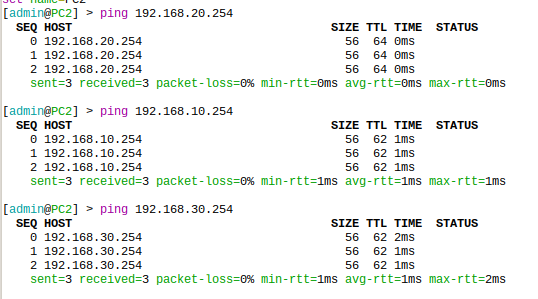 set name=PC2
[admin@PC2] > ping 192.168.20.254
SEQ HOST SIZE TTL TIME STATUS
0 192.168.20.254 56 64 0ms
1 192.168.20.254 56 64 0ms
2 192.168.20.254 56 64 0ms
sent=3 received=3 packet-loss=0% min-rtt=0ms avg-rtt=0ms max-rtt=0ms
[admin@PC2] > ping 192.168.10.254
SEQ HOST SIZE TTL TIME STATUS
0 192.168.10.254 56 62 1ms
1 192.168.10.254 56 62 1ms
2 192.168.10.254 56 62 1ms
sent=3 received=3 packet-loss=0% min-rtt=1ms avg-rtt=1ms max-rtt=1ms
[admin@PC2] > ping 192.168.30.254
SEQ HOST SIZE TTL TIME STATUS
0 192.168.30.254 56 62 2ms
1 192.168.30.254 56 62 1ms
2 192.168.30.254 56 62 1ms
sent=3 received=3 packet-loss=0% min-rtt=1ms avg-rtt=1ms max-rtt=2ms